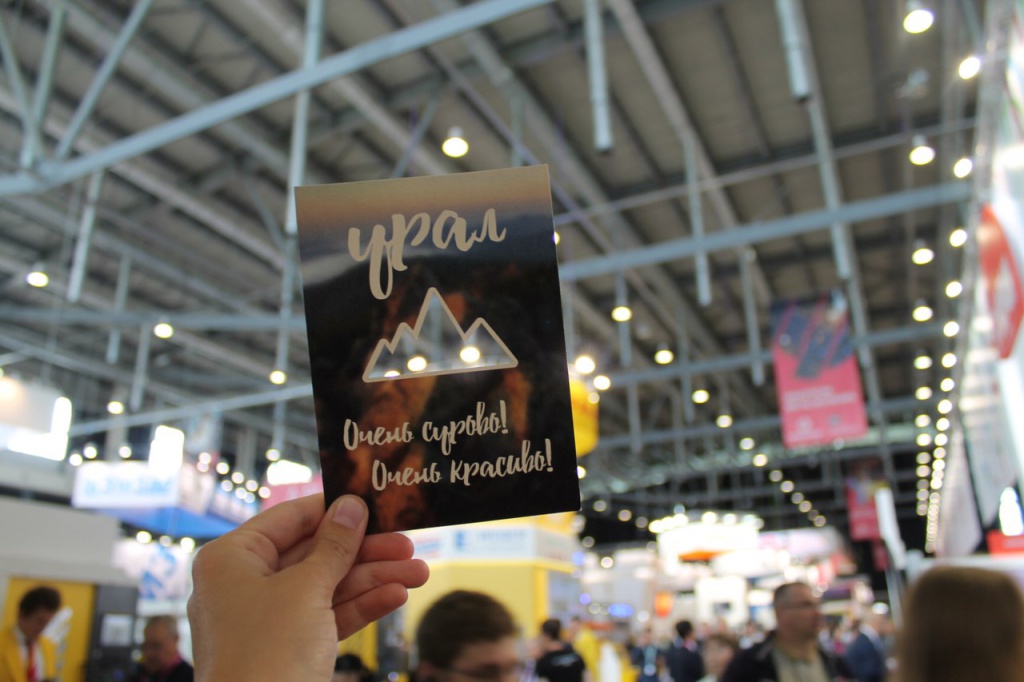 урал
Очень сурово!
Очень красиво!